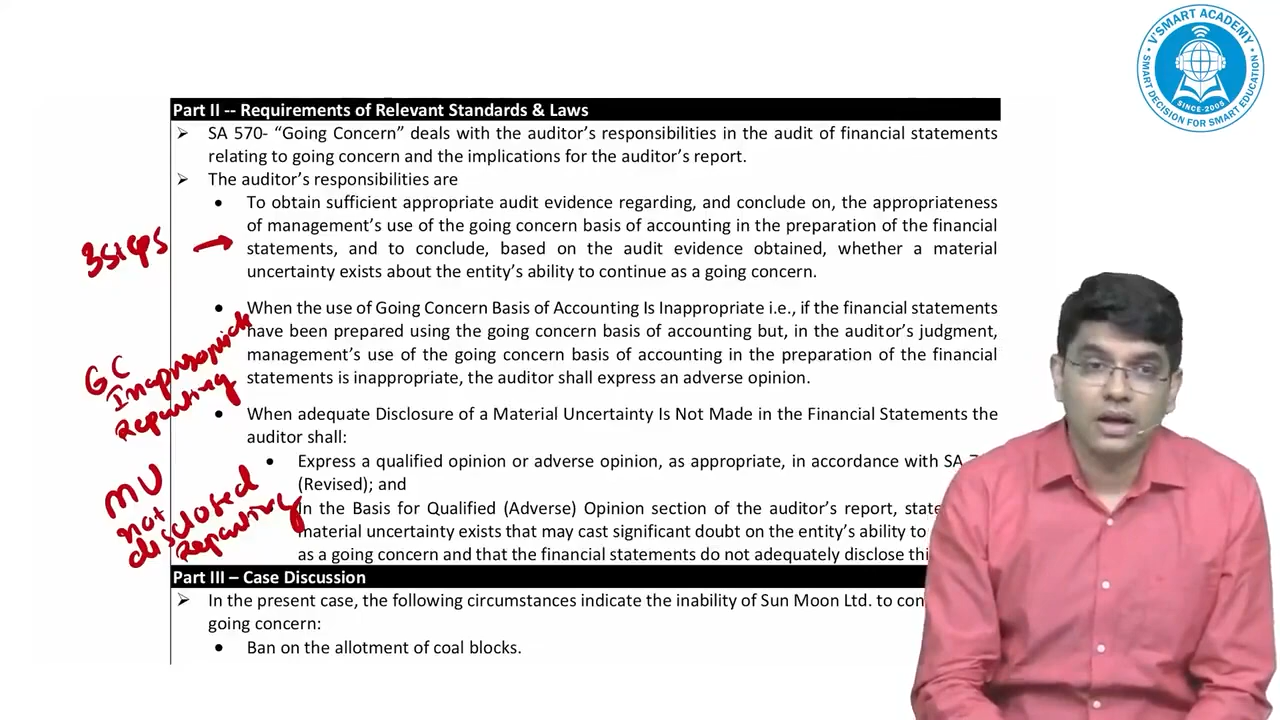 V'SMART ACADEMY
SMART DECISION FOR SMART EDUCATION
SINCE-2005
Part II -- Requirements of Relevant Standards & Laws
➢ SA 570- “Going Concern” deals with the auditor’s responsibilities in the audit of financial statements
relating to going concern and the implications for the auditor’s report.
➢ The auditor’s responsibilities are
• To obtain sufficient appropriate audit evidence regarding, and conclude on, the appropriateness
of management’s use of the going concern basis of accounting in the preparation of the financial
statements, and to conclude, based on the audit evidence obtained, whether a material
uncertainty exists about the entity’s ability to continue as a going concern.
3 steps →
• When the use of Going Concern Basis of Accounting Is Inappropriate i.e., if the financial statements
have been prepared using the going concern basis of accounting but, in the auditor’s judgment,
management’s use of the going concern basis of accounting in the preparation of the financial
statements is inappropriate, the auditor shall express an adverse opinion.
GC
Inappropriate
Reporting
• When adequate Disclosure of a Material Uncertainty Is Not Made in the Financial Statements the
auditor shall:
• Express a qualified opinion or adverse opinion, as appropriate, in accordance with SA
(Revised); and
In the Basis for Qualified (Adverse) Opinion section of the auditor’s report, state
material uncertainty exists that may cast significant doubt on the entity’s ability to
as a going concern and that the financial statements do not adequately disclose
MU
not
disclosed
Reporting
Part III – Case Discussion
➢ In the present case, the following circumstances indicate the inability of Sun Moon Ltd. to
going concern:
• Ban on the allotment of coal blocks.